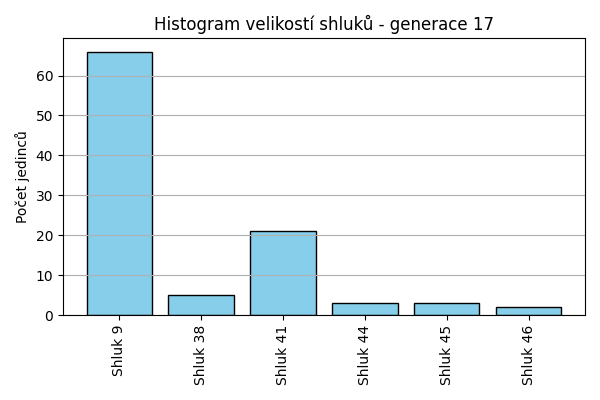 Histogram velikostí shluků - generace 17
Počet jedinců
60
50
40
30
20
10
0
Shluk 9
Shluk 38
Shluk 41
Shluk 44
Shluk 45
Shluk 46